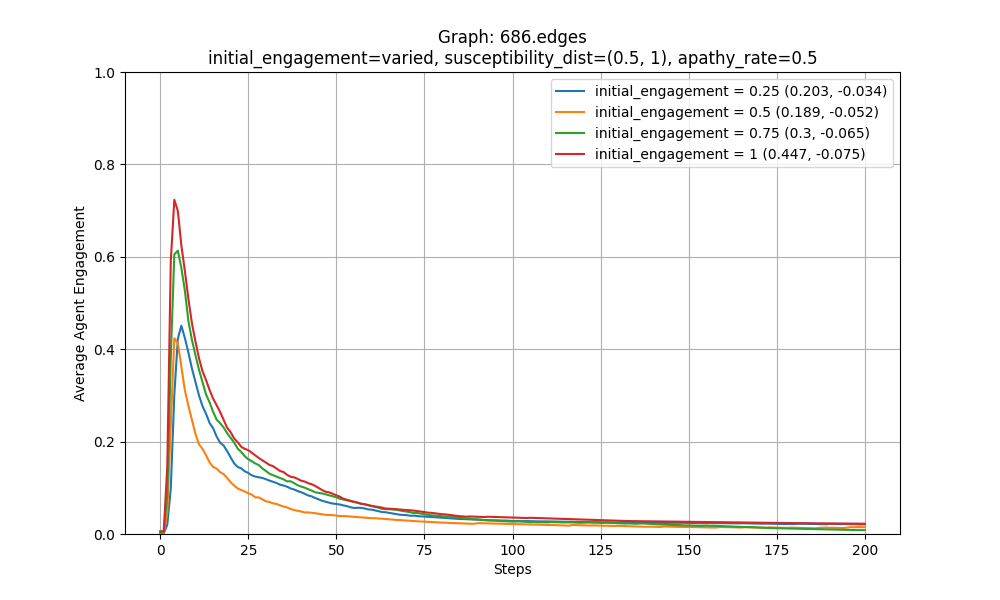 Graph: 686.edges
initial_engagement=varied, susceptibility_dist=(0.5, 1), apathy_rate=0.5
initial_engagement = 0.25 (0.203, -0.034)
initial_engagement = 0.5 (0.189, -0.052)
initial_engagement = 0.75 (0.3, -0.065)
initial_engagement = 1 (0.447, -0.075)
Average Agent Engagement
1.0
0.8
0.6
0.4
0.2
0.0
0 25 50 75 100 125 150 175 200
Steps